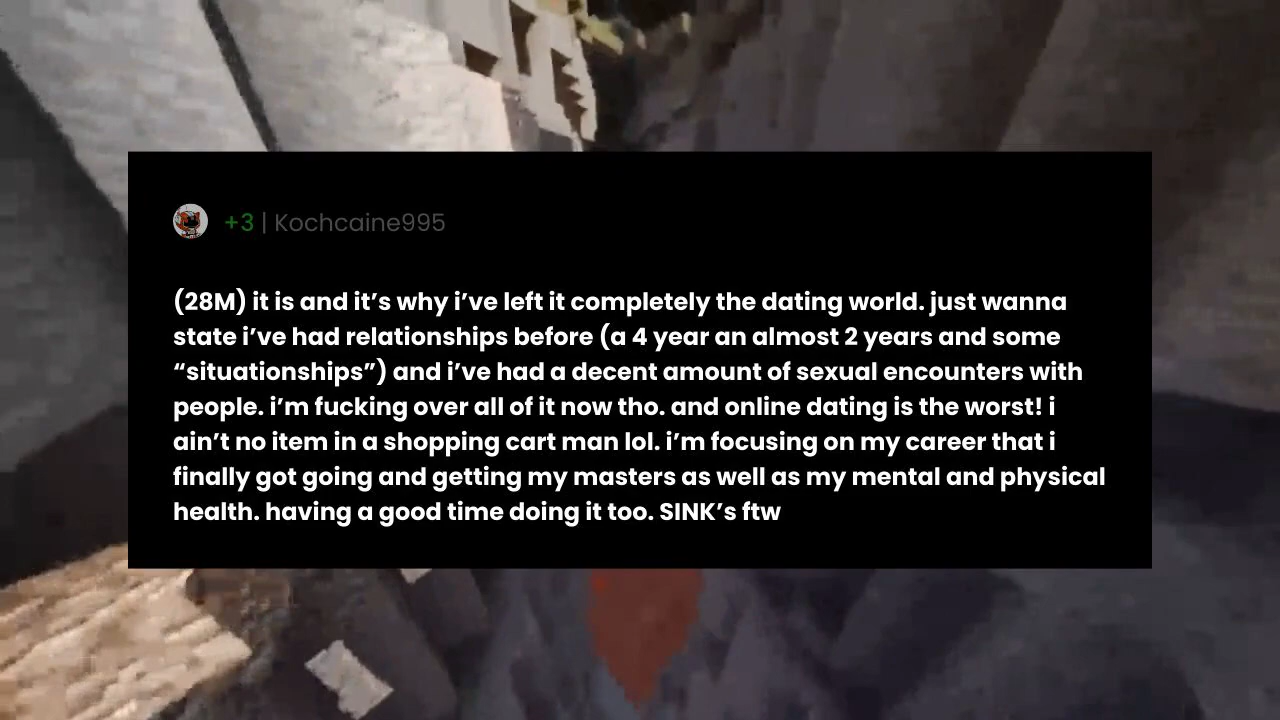 +3 | Kochcaine995
(28M) it is and it’s why i’ve left it completely the dating world. just wanna
state i’ve had relationships before (a 4 year an almost 2 years and some
“situationships”) and i’ve had a decent amount of sexual encounters with
people. i’m fucking over all of it now tho. and online dating is the worst! i
ain’t no item in a shopping cart man lol. i’m focusing on my career that i
finally got going and getting my masters as well as my mental and physical
health. having a good time doing it too. SINK’s ftw